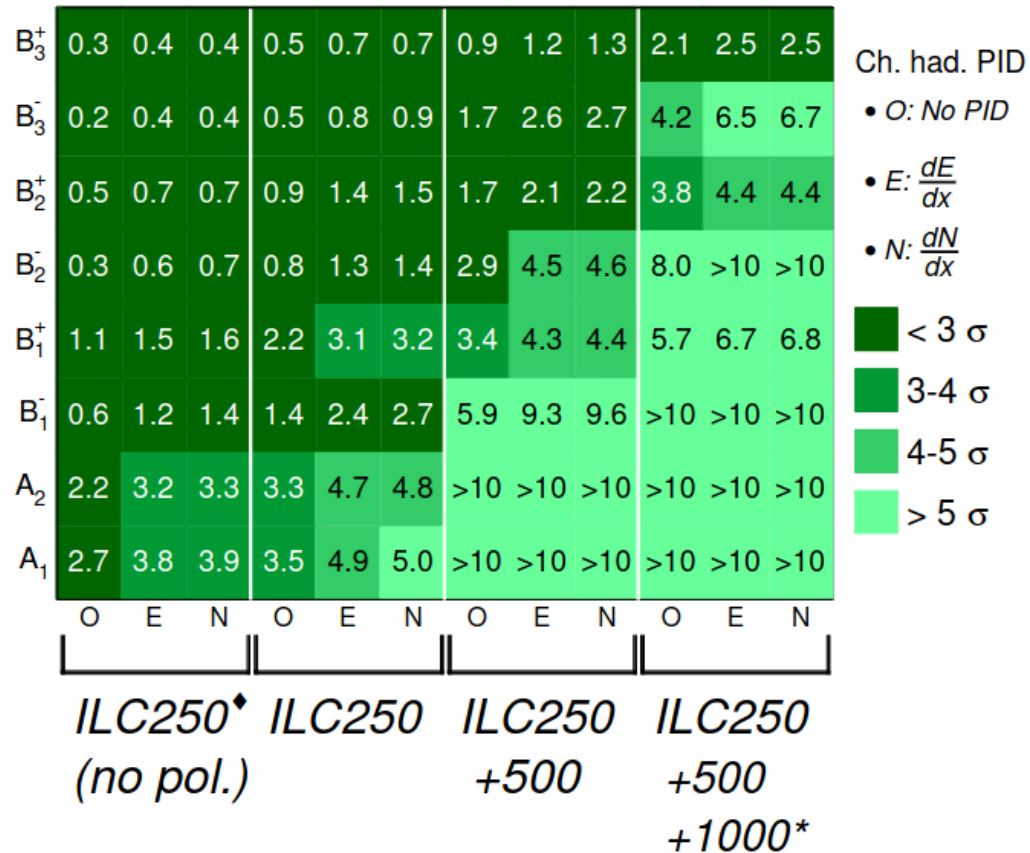 B₃⁺ 0.3 0.4 0.4 0.5 0.7 0.7 0.9 1.2 1.3 2.1 2.5 2.5
B₃⁻ 0.2 0.4 0.4 0.5 0.8 0.9 1.7 2.6 2.7 4.2 6.5 6.7
B₂⁺ 0.5 0.7 0.7 0.9 1.4 1.5 1.7 2.1 2.2 3.8 4.4 4.4
B₂⁻ 0.3 0.6 0.7 0.8 1.3 1.4 2.9 4.5 4.6 8.0 >10 >10
B₁⁺ 1.1 1.5 1.6 2.2 3.1 3.2 3.4 4.3 4.4 5.7 6.7 6.8
B₁⁻ 0.6 1.2 1.4 1.4 2.4 2.7 5.9 9.3 9.6 >10 >10 >10
A₂ 2.2 3.2 3.3 3.3 4.7 4.8 >10 >10 >10 >10 >10 >10
A₁ 2.7 3.8 3.9 3.5 4.9 5.0 >10 >10 >10 >10 >10 >10
O E N O E N O E N O E N
ILC250♦ ILC250 ILC250 ILC250
(no pol.) +500 +500
+1000*
Ch. had. PID
• O: No PID
• E: dE/dx
• N: dN/dx
< 3 σ
3-4 σ
4-5 σ
> 5 σ